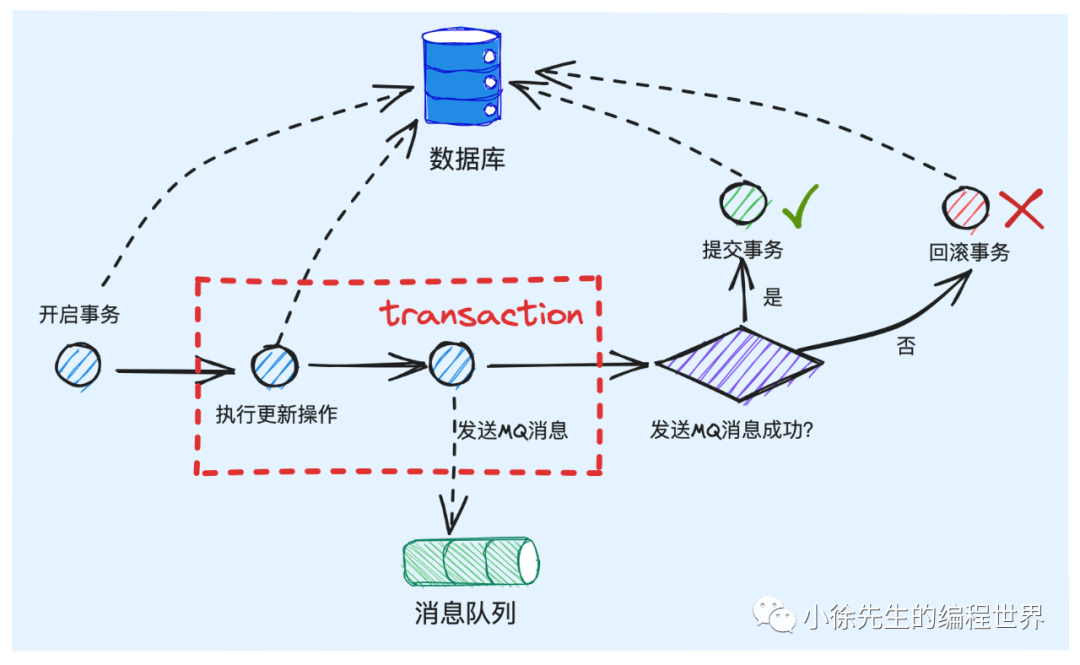 数据库
提交事务
回滚事务
是
开启事务
transaction
否
执行更新操作
发送MQ消息
发送MQ消息成功?
消息队列
小徐先生的编程世界